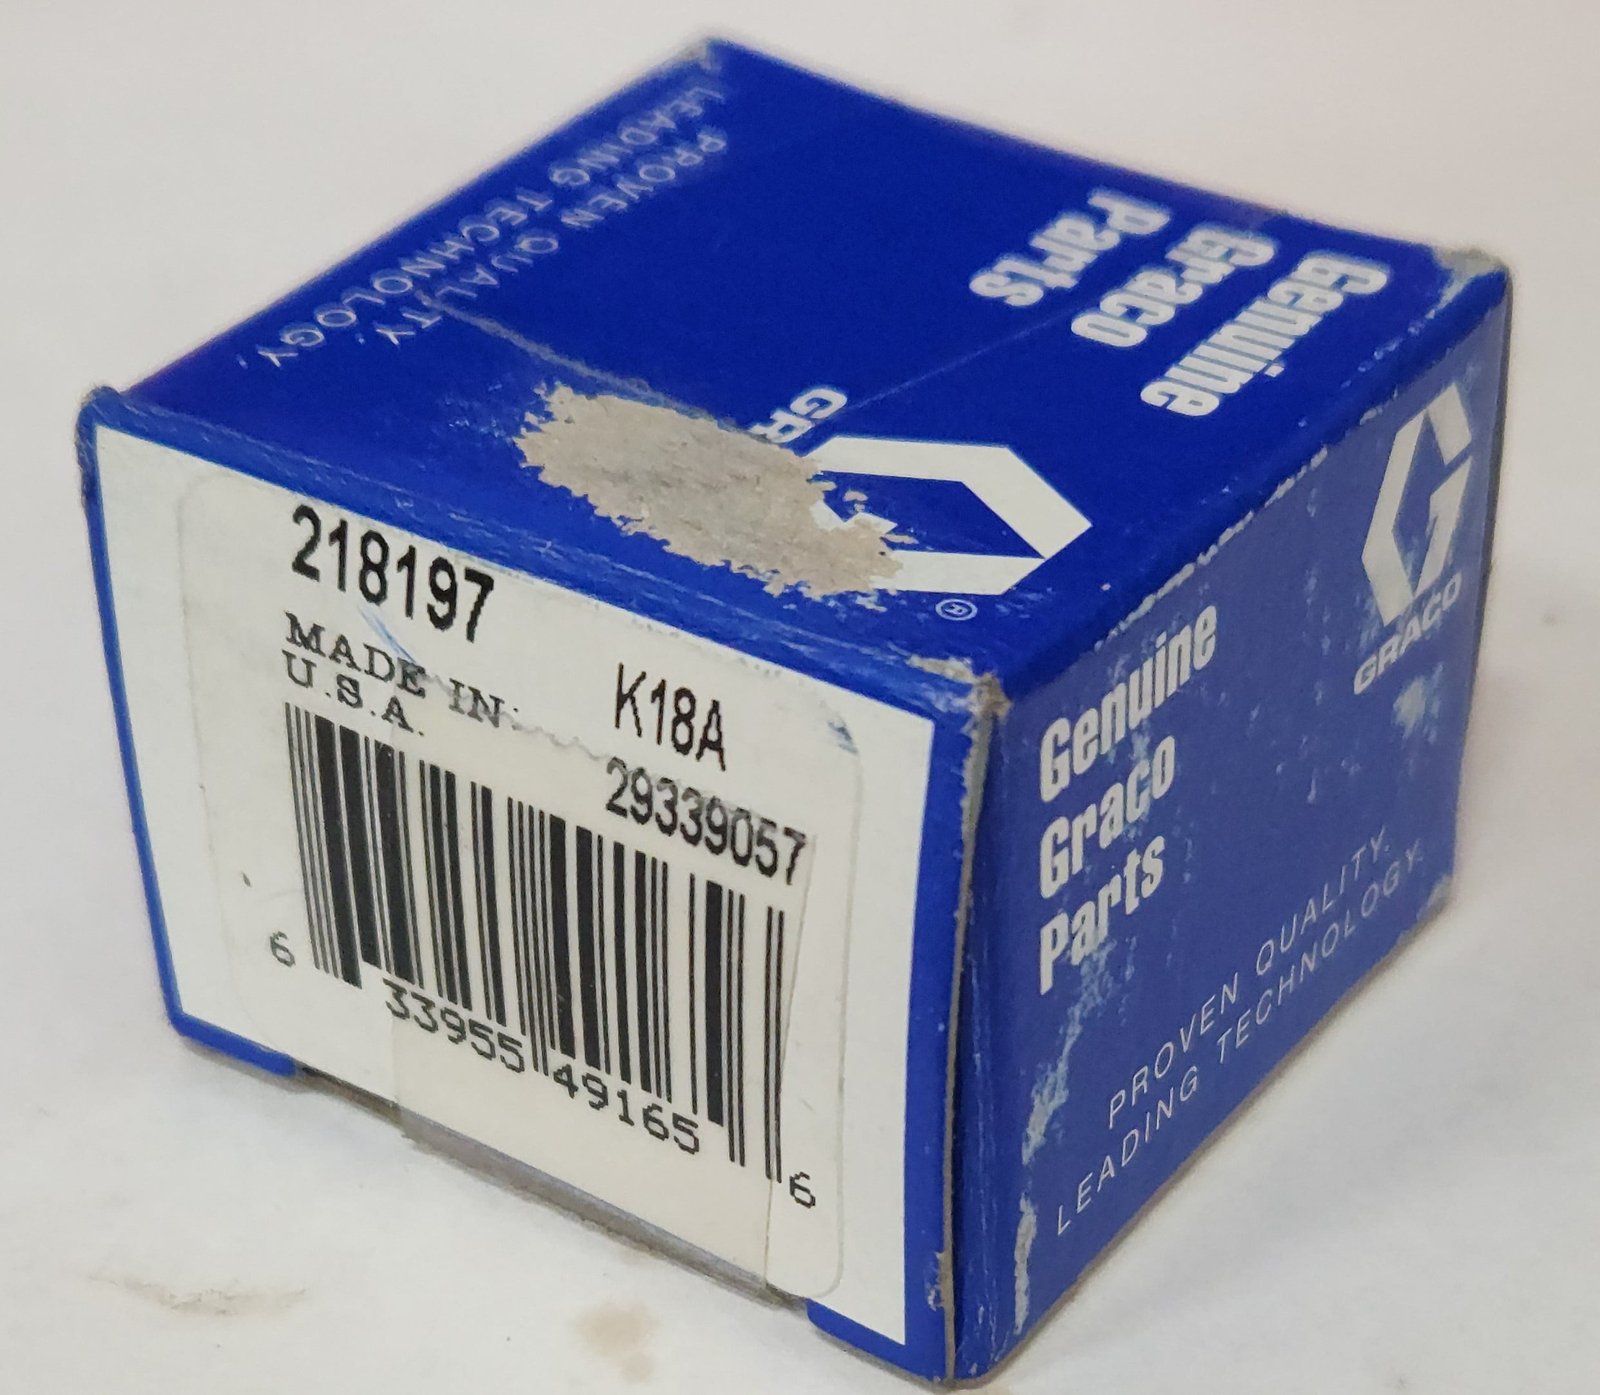 PROVEN QUALITY.
LEADING TECHNOLOGY.
Genuine
Graco
Parts
®
218197
MADE IN:
U.S.A.
K18A
29339057
6 33955 49165 6
GRACO
Genuine
Graco
Parts
PROVEN QUALITY.
LEADING TECHNOLOGY.